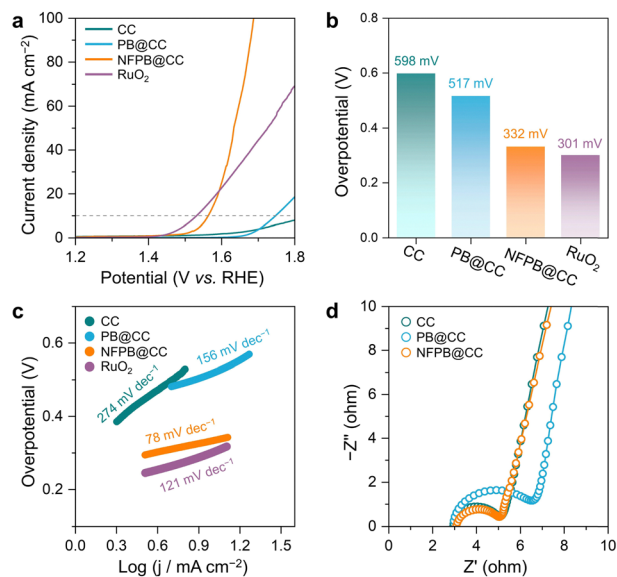 a
100
80
60
40
20
0
1.2
1.4
1.6
1.8
Current density (mA cm⁻²)
Potential (V vs. RHE)
CC
PB@CC
NFPB@CC
RuO₂
b
0.8
0.6
0.4
0.2
0.0
Overpotential (V)
598 mV
517 mV
332 mV
301 mV
CC
PB@CC
NFPB@CC
RuO₂
c
0.6
0.4
0.2
0.0
0.3
0.6
0.9
1.2
1.5
Overpotential (V)
Log (j / mA cm⁻²)
CC
PB@CC
NFPB@CC
RuO₂
274 mV dec⁻¹
156 mV dec⁻¹
78 mV dec⁻¹
121 mV dec⁻¹
d
10
8
6
4
2
0
0
2
4
6
8
10
−Z" (ohm)
Z' (ohm)
CC
PB@CC
NFPB@CC